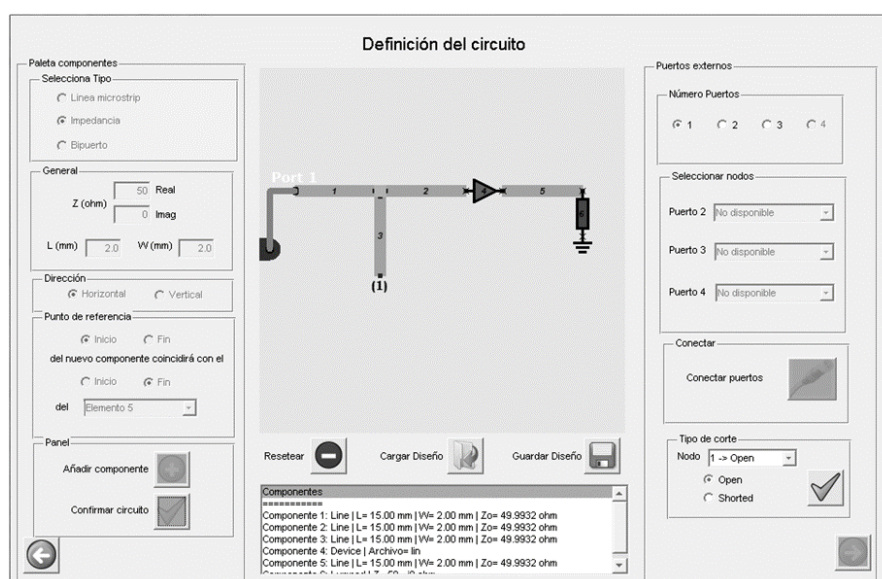 Definición del circuito
Paleta componentes
Selecciona Tipo
Linea microstrip
Impedancia
Bipuerto
General
Z (ohm)
50 Real
0 Imag
L (mm) 2.0 W (mm) 2.0
Dirección
Horizontal Vertical
Punto de referencia
Inicio Fin
del nuevo componente coincidirá con el
Inicio Fin
del Elemento 5
Panel
Añadir componente
Confirmar circuito
Port 1
1 2 4 5
3
6
(1)
Resetear Cargar Diseño Guardar Diseño
Componentes
===========
Componente 1: Line | L= 15.00 mm | W= 2.00 mm | Zo= 49.9932 ohm
Componente 2: Line | L= 15.00 mm | W= 2.00 mm | Zo= 49.9932 ohm
Componente 3: Line | L= 15.00 mm | W= 2.00 mm | Zo= 49.9932 ohm
Componente 4: Device | Archivo= lin
Componente 5: Line | L= 15.00 mm | W= 2.00 mm | Zo= 49.9932 ohm
Puertos externos
Número Puertos
1 2 3 4
Seleccionar nodos
Puerto 2 No disponible
Puerto 3 No disponible
Puerto 4 No disponible
Conectar
Conectar puertos
Tipo de corte
Nodo 1 -> Open
Open
Shorted